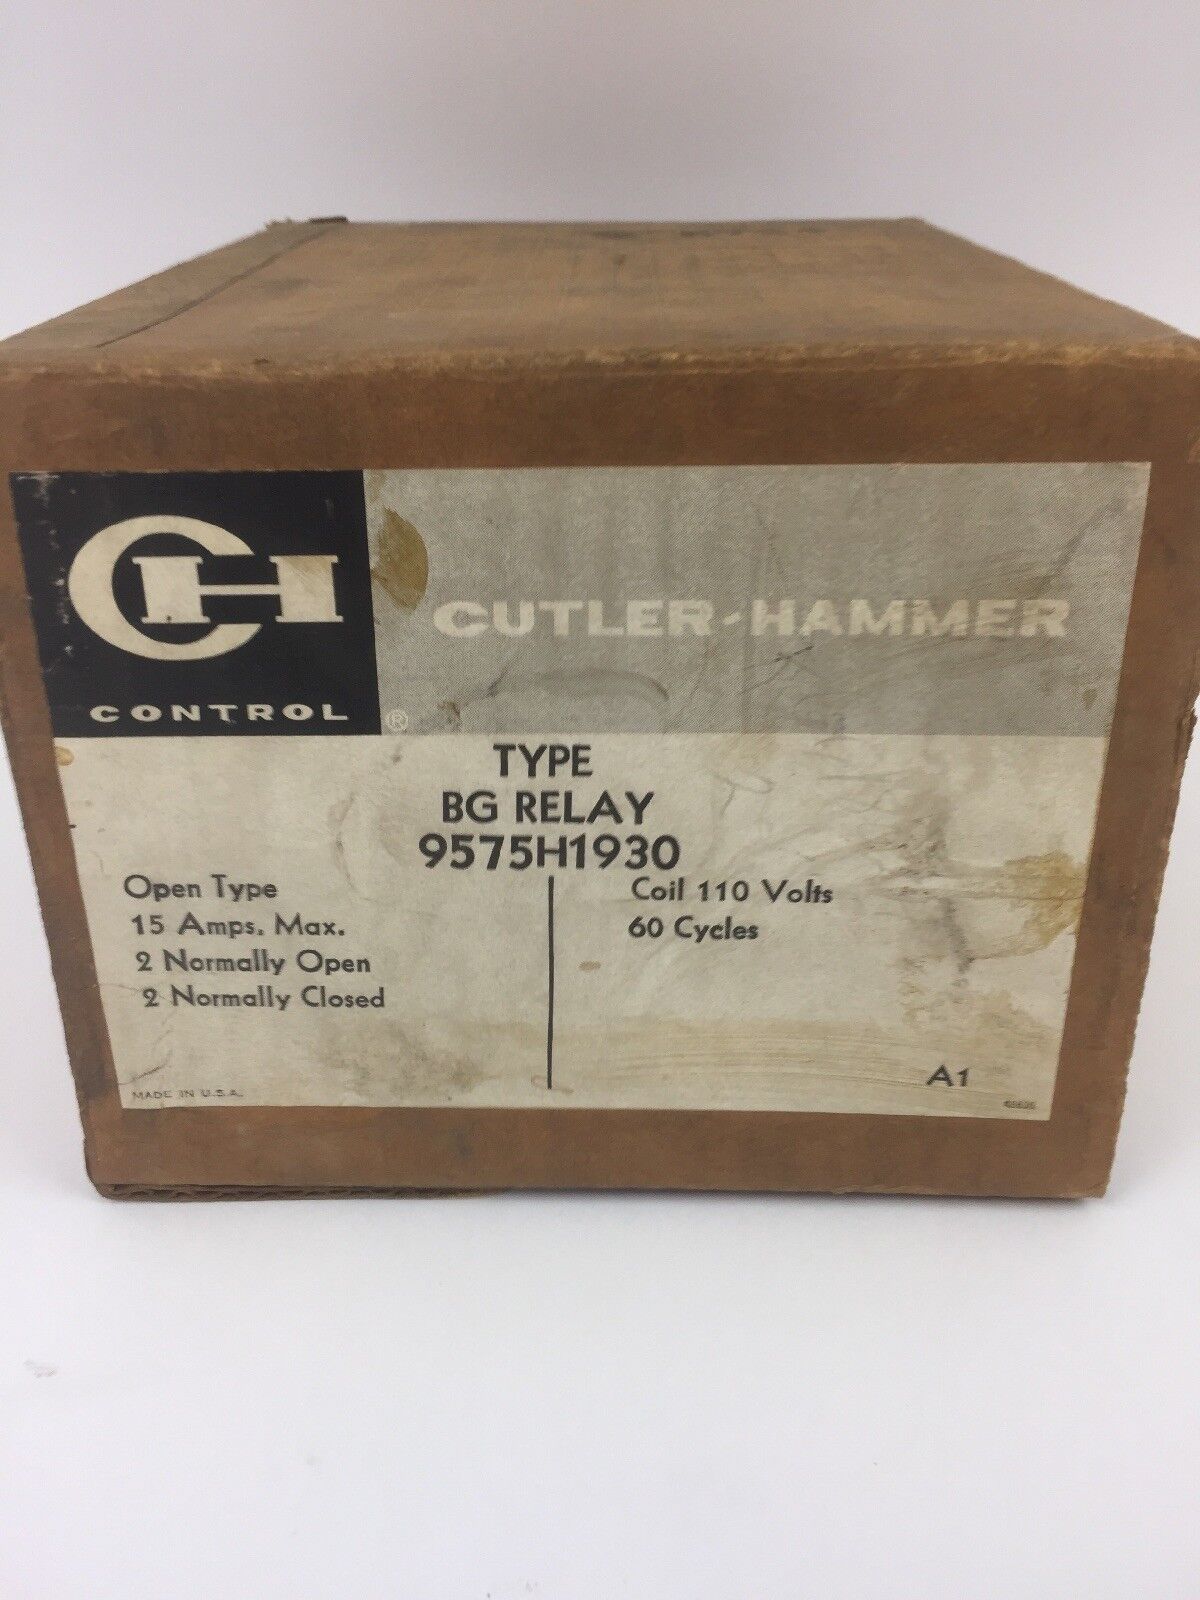 CH
CONTROL ®
CUTLER-HAMMER
TYPE
BG RELAY
9575H1930
Open Type
15 Amps. Max.
2 Normally Open
2 Normally Closed
Coil 110 Volts
60 Cycles
MADE IN U.S.A.
A1